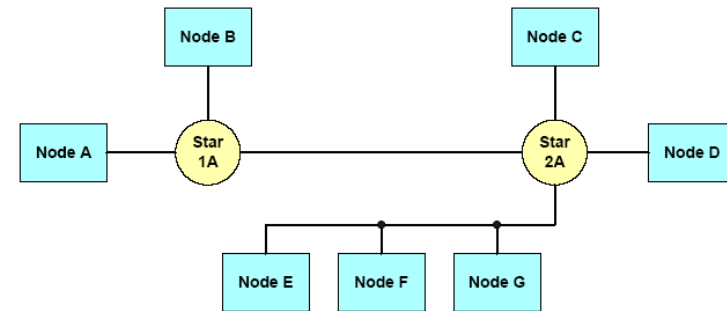 Node B
Node C
Node A
Star
1A
Star
2A
Node D
Node E
Node F
Node G